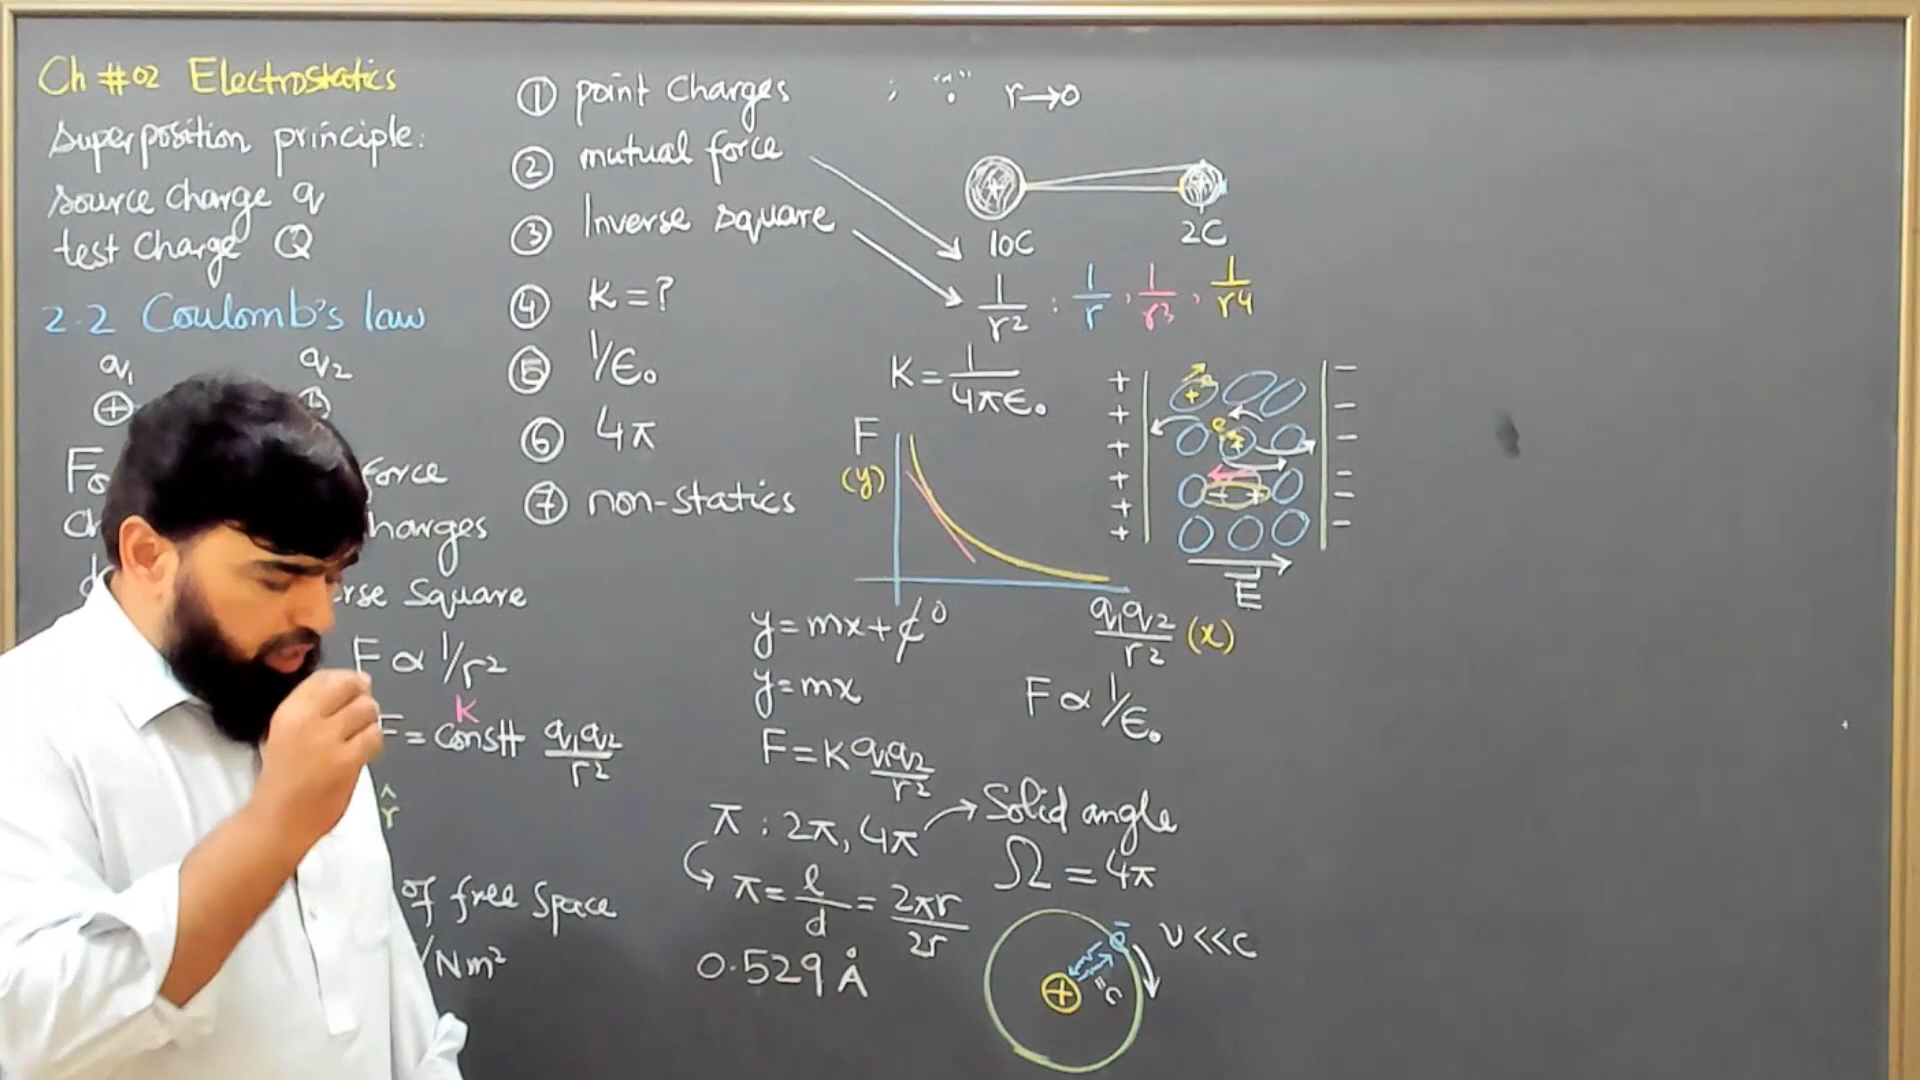 Ch #02 Electrostatics
Superposition principle:
source charge q
test charge Q
2.2 Coulomb's law
q1 q2
+
force
charges
Square
F ∝ 1/r²
K
F = constt q1q2/r²
r̂
of free space
/Nm²
① point charges ; ∵ "n" r→0
② mutual force
③ Inverse square
④ K = ?
⑤ 1/ϵ₀
⑥ 4π
⑦ non-statics
10C 2C
1/r² : 1/r , 1/r³ , 1/r⁴
K = 1/4πϵ₀
F
(y)
y = mx + c 0
q1q2/r² (x)
y = mx
F = K q1q2/r²
F ∝ 1/ϵ₀
π : 2π, 4π → Solid angle
Ω = 4π
π = l/d = 2πr/2r
0.529 Å
+ + + + + +
+
e
+
- +
− − − − − −
E
ē
v << c
"c"
+